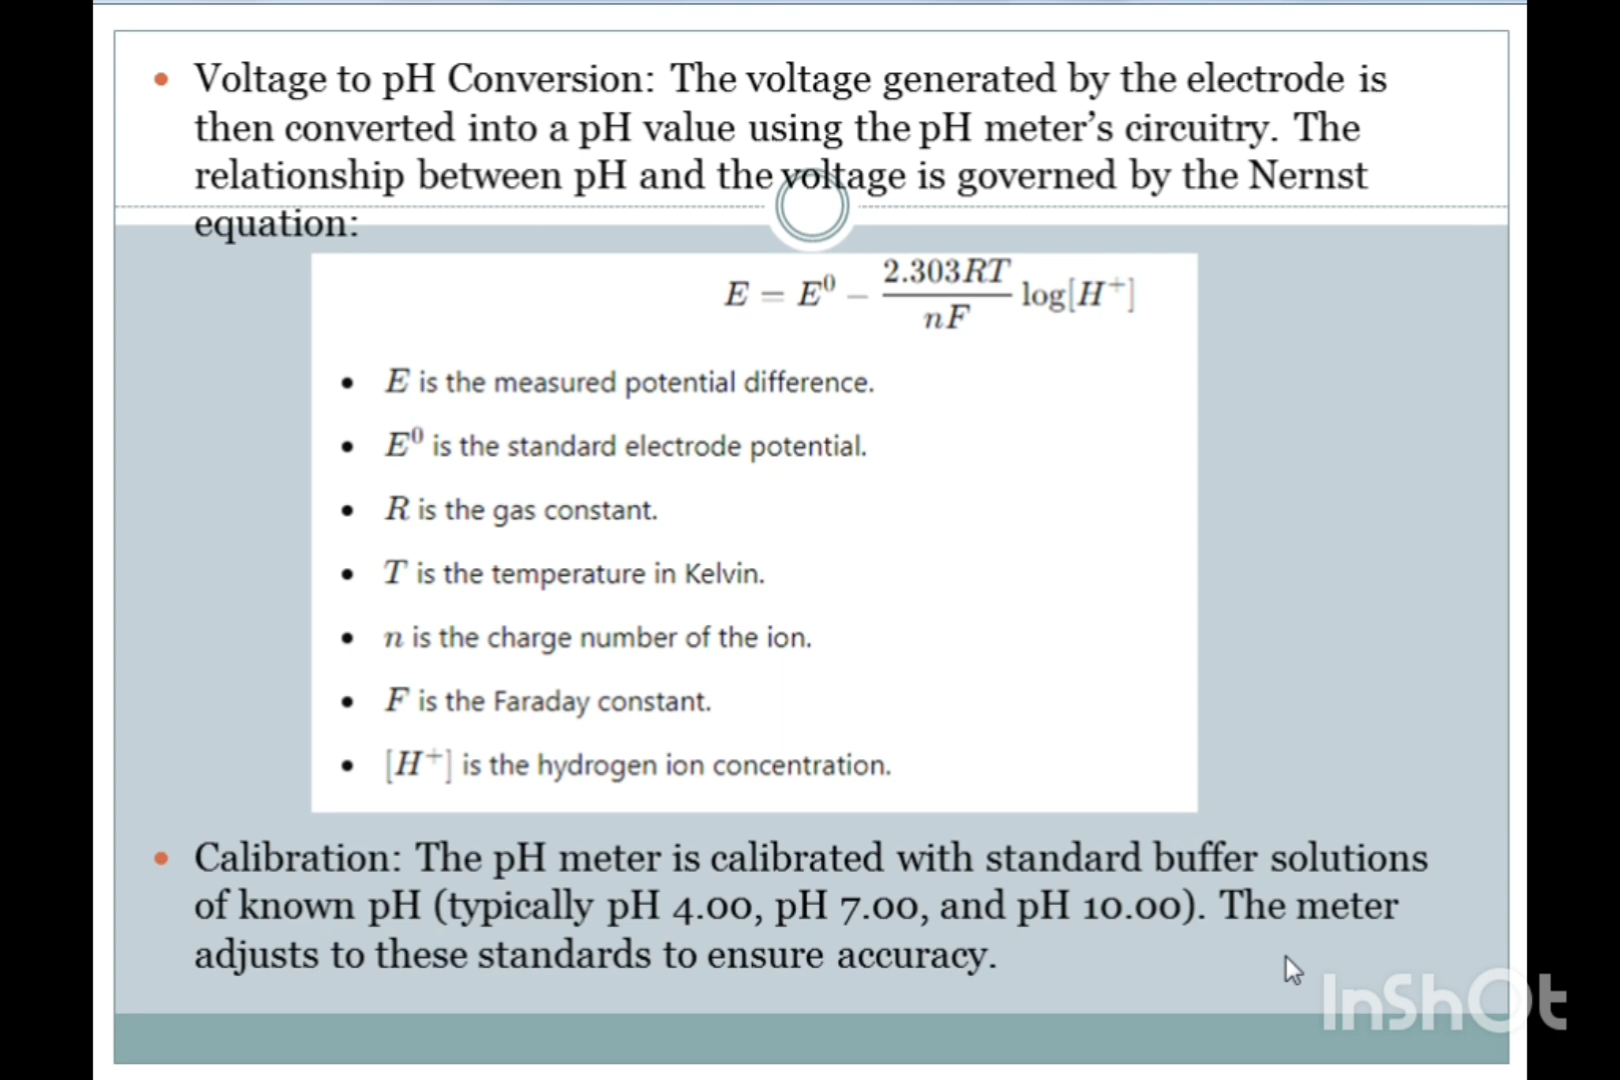 Voltage to pH Conversion: The voltage generated by the electrode is
then converted into a pH value using the pH meter's circuitry. The
relationship between pH and the voltage is governed by the Nernst
equation:
E = E⁰ − 2.303RT/nF log[H⁺]
E is the measured potential difference.
E⁰ is the standard electrode potential.
R is the gas constant.
T is the temperature in Kelvin.
n is the charge number of the ion.
F is the Faraday constant.
[H⁺] is the hydrogen ion concentration.
Calibration: The pH meter is calibrated with standard buffer solutions
of known pH (typically pH 4.00, pH 7.00, and pH 10.00). The meter
adjusts to these standards to ensure accuracy.
InShOt